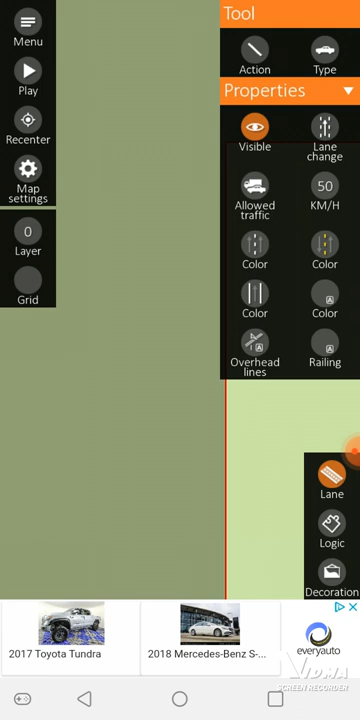 Menu
Play
Recenter
Map
settings
0
Layer
Grid
Tool
Action
Type
Properties
Visible
Lane
change
Allowed
traffic
50
KM/H
Color
Color
Color
A
Color
A
Overhead
lines
A
Railing
Lane
Logic
Decoration
2017 Toyota Tundra
2018 Mercedes-Benz S-...
everyauto
VIDMA
SCREEN RECORDER